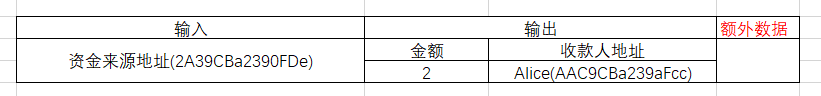 输入 输出 额外数据
资金来源地址(2A39CBa2390FDe) 金额 收款人地址
2 Alice(AAC9CBa239aFcc)